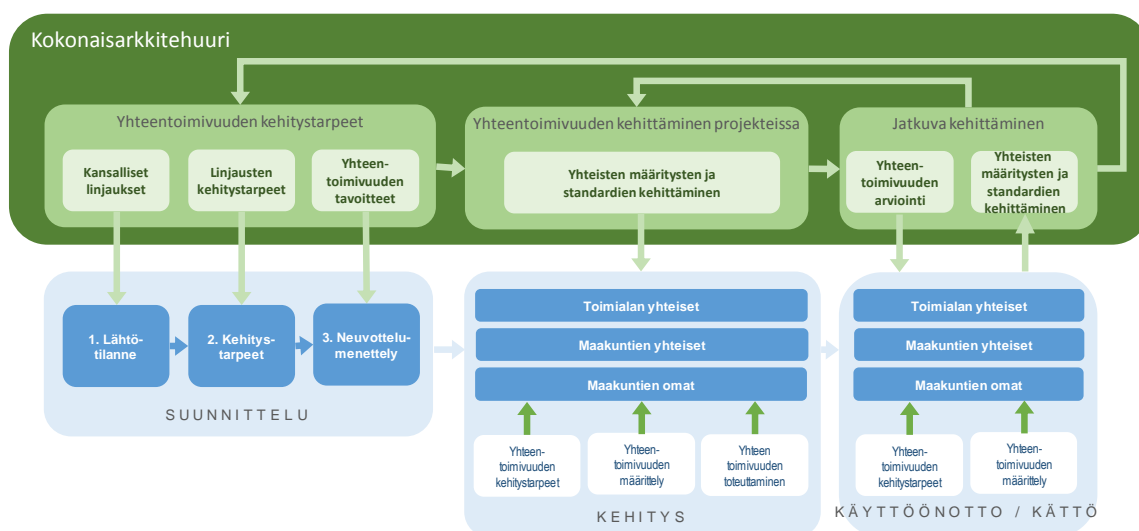 Kokonaisarkkitehuuri
Yhteentoimivuuden kehitystarpeet
Kansalliset
linjaukset
Linjausten
kehitystarpeet
Yhteen-
toimivuuden
tavoitteet
Yhteentoimivuuden kehittäminen projekteissa
Yhteisten määritysten ja
standardien kehittäminen
Jatkuva kehittäminen
Yhteen-
toimivuuden
arviointi
Yhteisten
määritysten ja
standardien
kehittäminen
1. Lähtö-
tilanne
2. Kehitys-
tarpeet
3. Neuvottelu-
menettely
SUUNNITTELU
Toimialan yhteiset
Maakuntien yhteiset
Maakuntien omat
Yhteen-
toimivuuden
kehitystarpeet
Yhteen-
toimivuuden
määrittely
Yhteen
toimivuuden
toteuttaminen
KEHITYS
Toimialan yhteiset
Maakuntien yhteiset
Maakuntien omat
Yhteen-
toimivuuden
kehitystarpeet
Yhteen-
toimivuuden
määrittely
KÄYTTÖÖNOTTO / KÄTTÖ